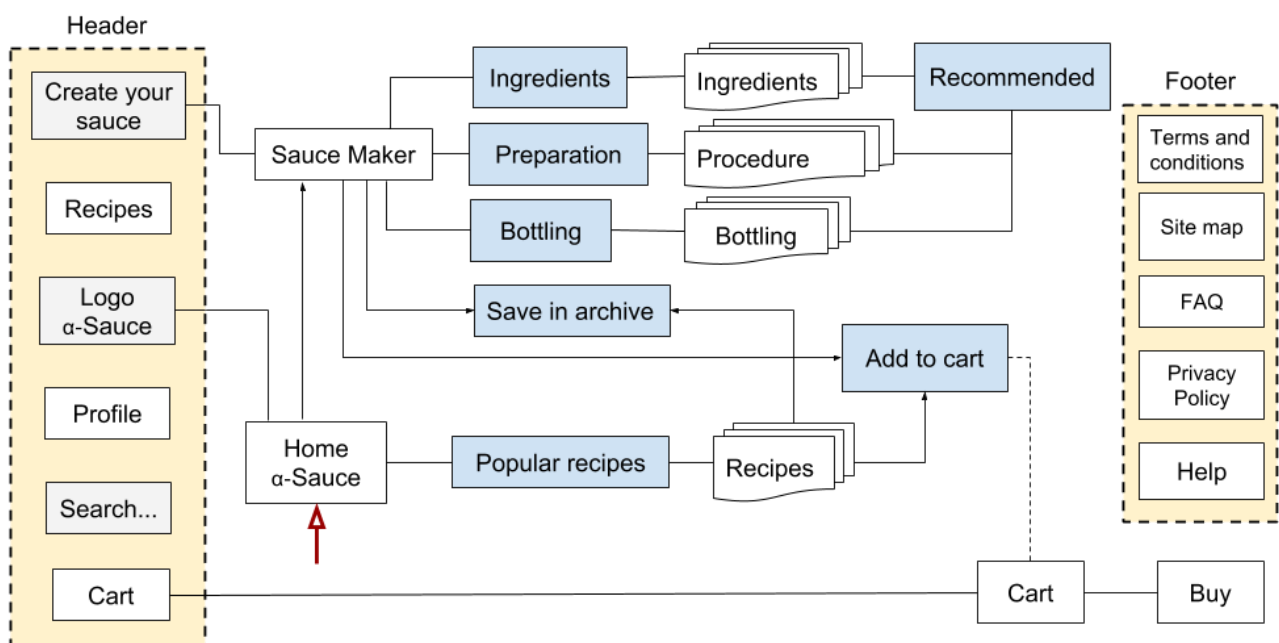 Header
Create your
sauce
Recipes
Logo
α-Sauce
Profile
Search...
Cart
Sauce Maker
Home
α-Sauce
Ingredients
Ingredients
Recommended
Preparation
Procedure
Bottling
Bottling
Save in archive
Add to cart
Popular recipes
Recipes
Cart
Buy
Footer
Terms and
conditions
Site map
FAQ
Privacy
Policy
Help